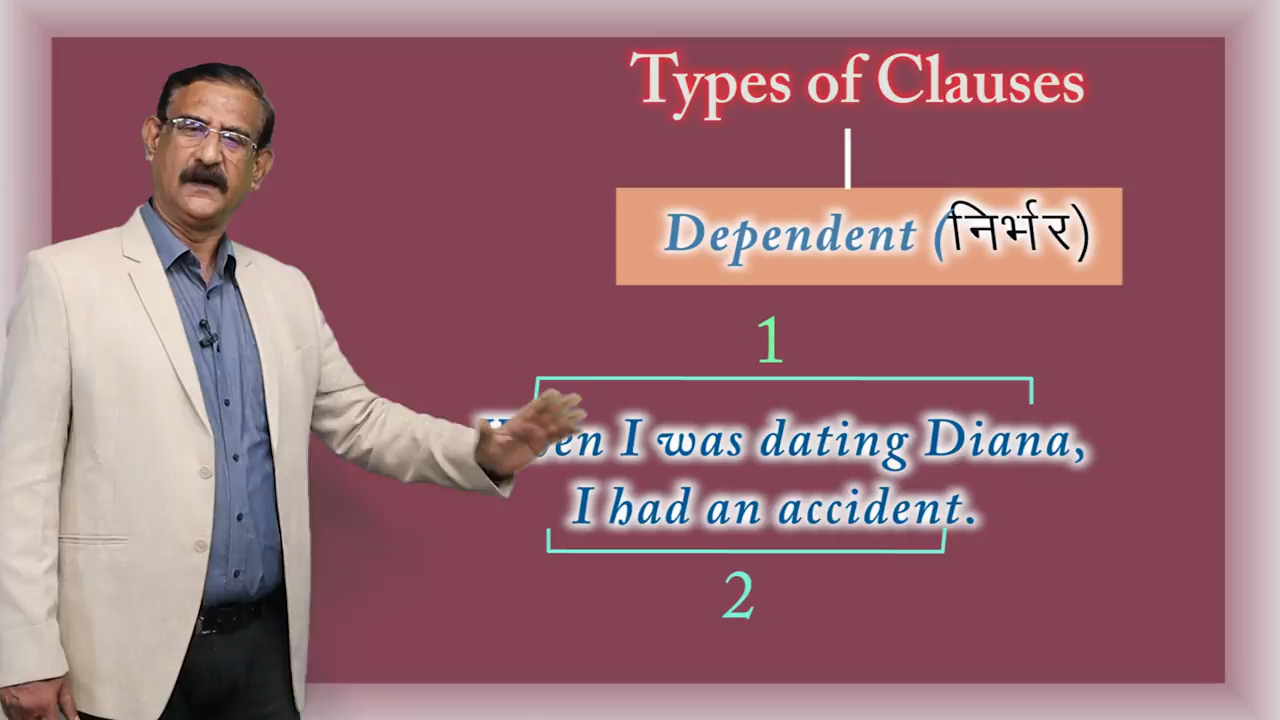 Types of Clauses
Dependent (निर्भर)
1
I was dating Diana,
I had an accident.
2